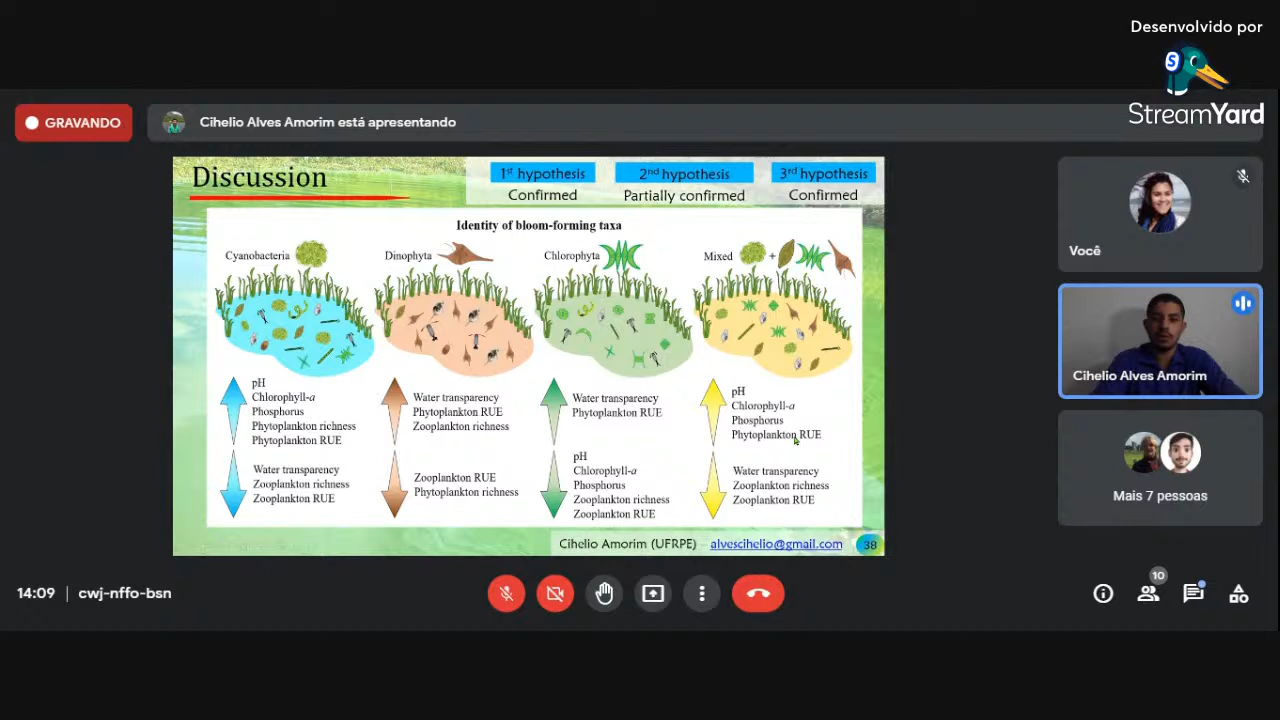 Desenvolvido por
StreamYard
GRAVANDO
Cihelio Alves Amorim está apresentando
Discussion
1st hypothesis
Confirmed
2nd hypothesis
Partially confirmed
3rd hypothesis
Confirmed
Identity of bloom-forming taxa
Cyanobacteria
Dinophyta
Chlorophyta
Mixed
+
pH
Chlorophyll-a
Phosphorus
Phytoplankton richness
Phytoplankton RUE
Water transparency
Zooplankton richness
Zooplankton RUE
Water transparency
Phytoplankton RUE
Zooplankton richness
Zooplankton RUE
Phytoplankton richness
Water transparency
Phytoplankton RUE
pH
Chlorophyll-a
Phosphorus
Zooplankton richness
Zooplankton RUE
pH
Chlorophyll-a
Phosphorus
Phytoplankton RUE
Water transparency
Zooplankton richness
Zooplankton RUE
Cihelio Amorim (UFRPE) alvescihelio@gmail.com 38
Você
Cihelio Alves Amorim
Mais 7 pessoas
14:09 | cwj-nffo-bsn
10